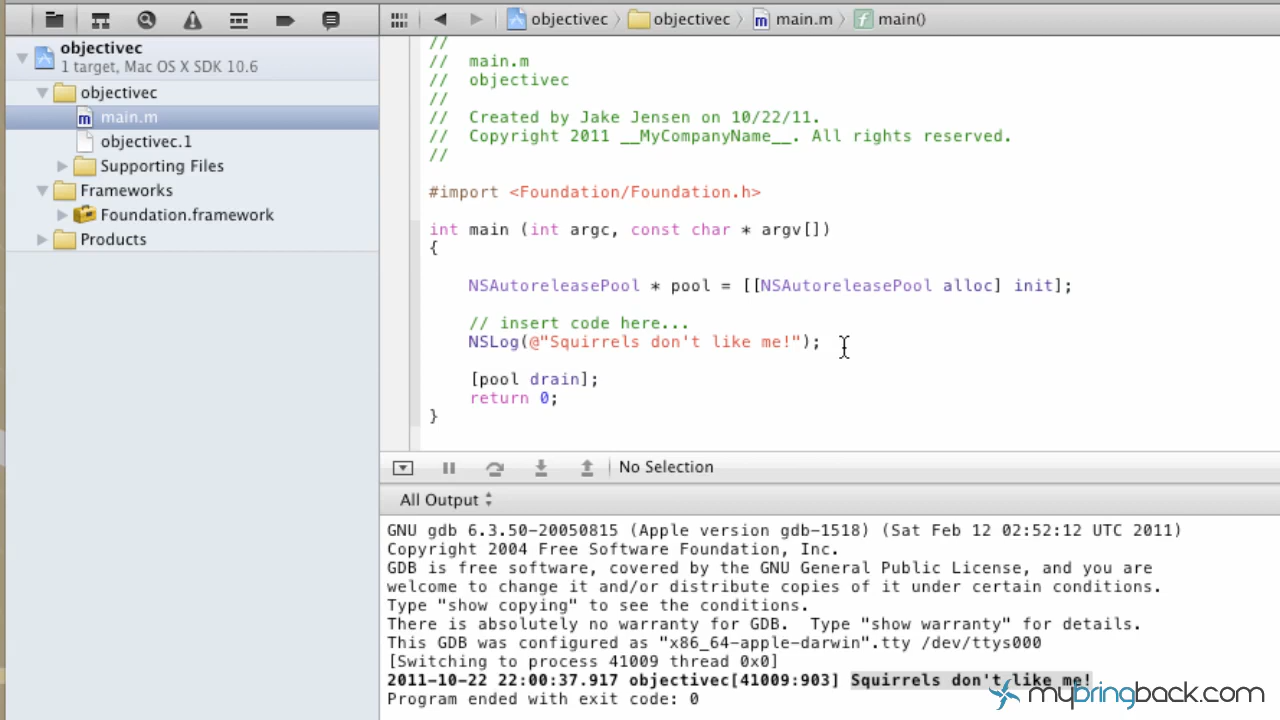 objectivec objectivec main.m main()
objectivec
1 target, Mac OS X SDK 10.6
objectivec
main.m
objectivec.1
Supporting Files
Frameworks
Foundation.framework
Products
//
// main.m
// objectivec
//
// Created by Jake Jensen on 10/22/11.
// Copyright 2011 __MyCompanyName__. All rights reserved.
//
#import <Foundation/Foundation.h>
int main (int argc, const char * argv[])
{
NSAutoreleasePool * pool = [[NSAutoreleasePool alloc] init];
// insert code here...
NSLog(@"Squirrels don't like me!");
[pool drain];
return 0;
}
No Selection
All Output
GNU gdb 6.3.50-20050815 (Apple version gdb-1518) (Sat Feb 12 02:52:12 UTC 2011)
Copyright 2004 Free Software Foundation, Inc.
GDB is free software, covered by the GNU General Public License, and you are
welcome to change it and/or distribute copies of it under certain conditions.
Type "show copying" to see the conditions.
There is absolutely no warranty for GDB.  Type "show warranty" for details.
This GDB was configured as "x86_64-apple-darwin".tty /dev/ttys000
[Switching to process 41009 thread 0x0]
2011-10-22 22:00:37.917 objectivec[41009:903] Squirrels don't like me!
Program ended with exit code: 0
mybringback.com